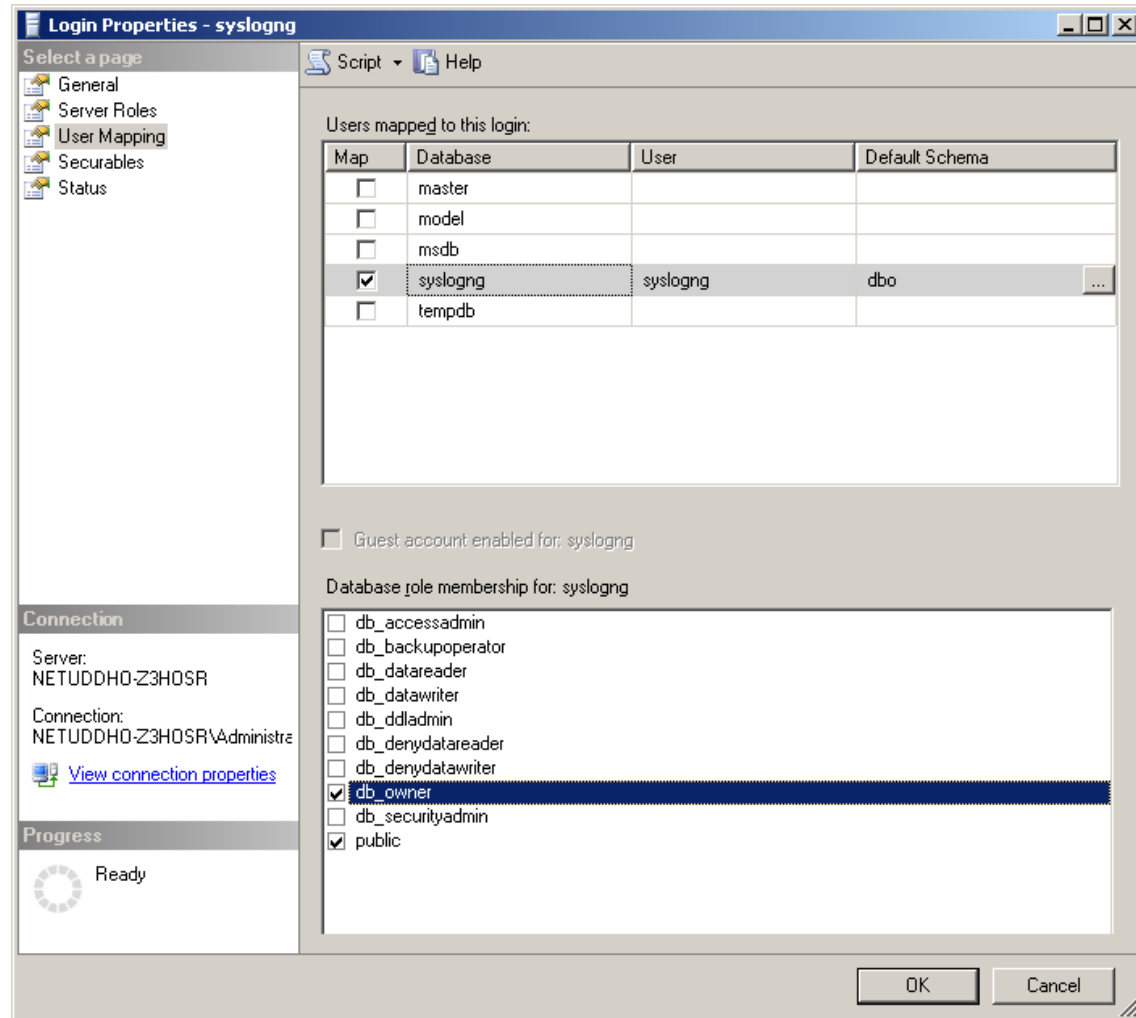 Login Properties - syslogng
Select a page
General
Server Roles
User Mapping
Securables
Status
Script Help
Users mapped to this login:
Map Database User Default Schema
master
model
msdb
syslogng syslogng dbo ...
tempdb
Guest account enabled for: syslogng
Database role membership for: syslogng
db_accessadmin
db_backupoperator
db_datareader
db_datawriter
db_ddladmin
db_denydatareader
db_denydatawriter
db_owner
db_securityadmin
public
Connection
Server:
NETUDDHO-Z3HOSR
Connection:
NETUDDHO-Z3HOSR\Administra
View connection properties
Progress
Ready
OK Cancel